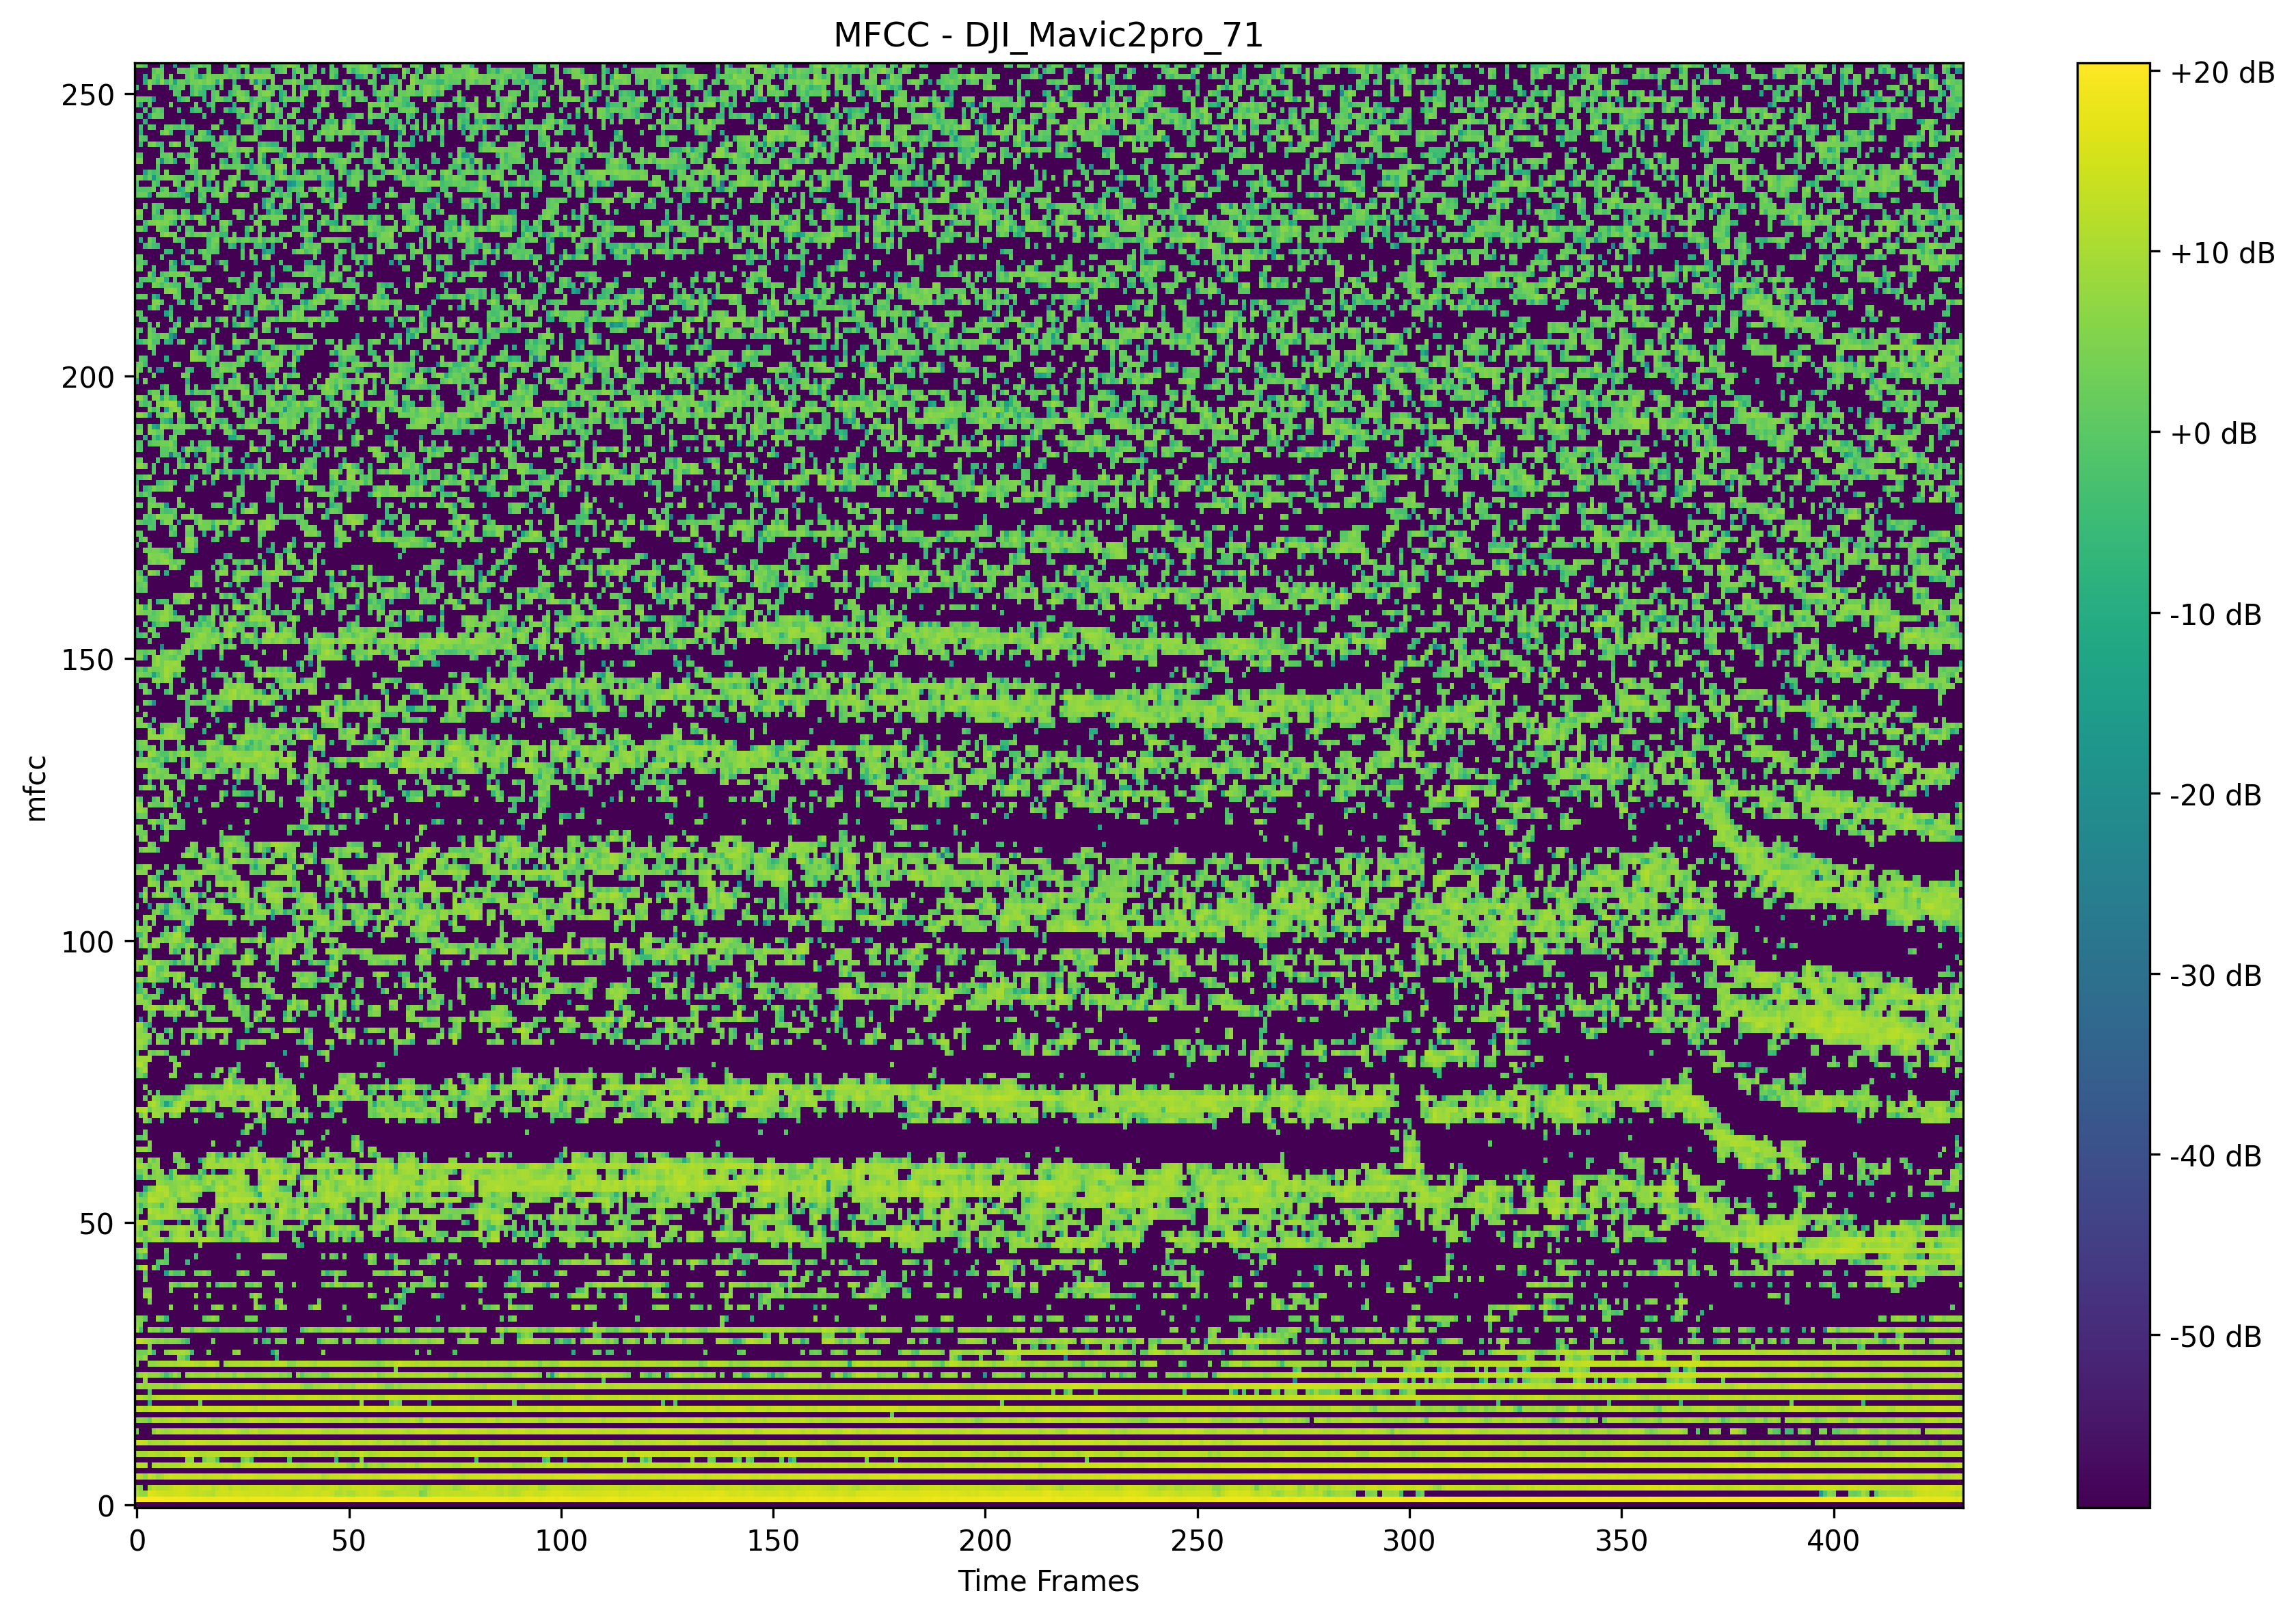 MFCC - DJI_Mavic2pro_71
250
200
150
100
50
0
mfcc
0 50 100 150 200 250 300 350 400
Time Frames
+20 dB
+10 dB
+0 dB
-10 dB
-20 dB
-30 dB
-40 dB
-50 dB